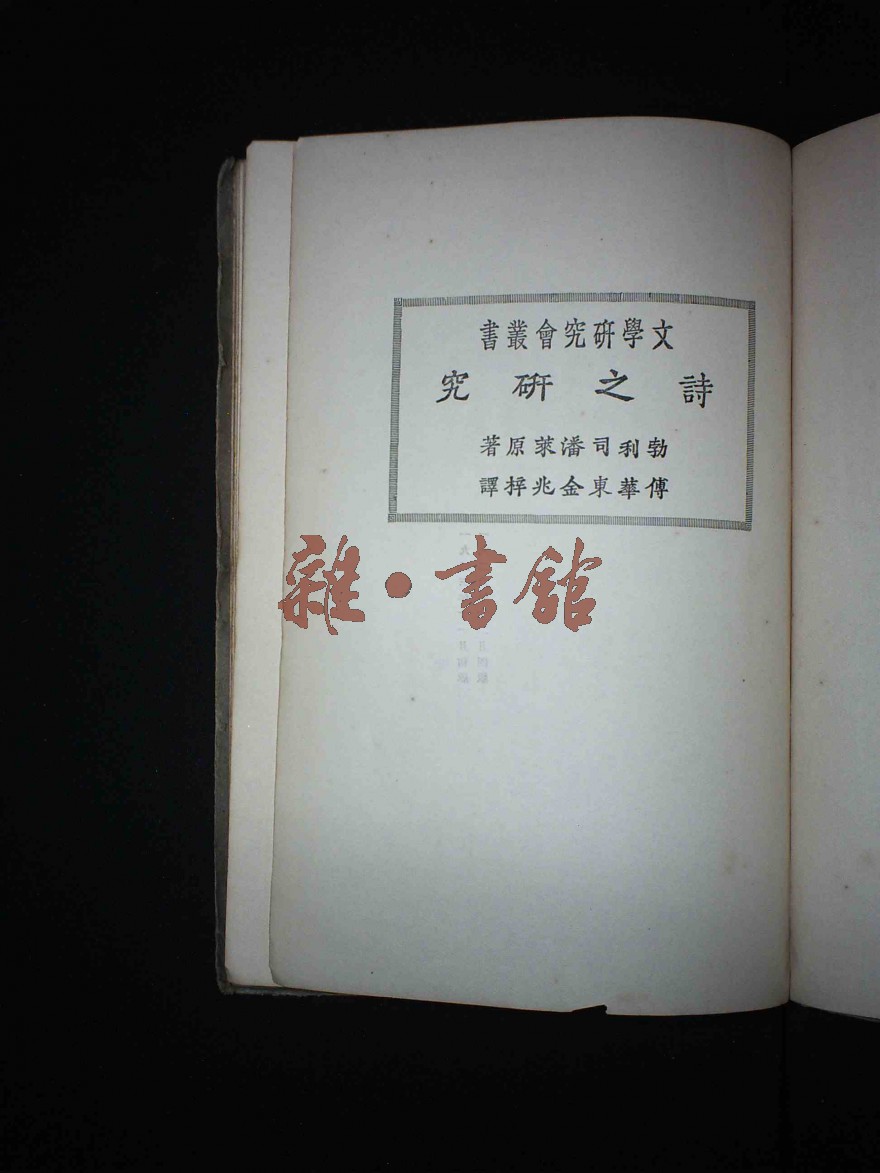 文學研究會叢書
詩之研究
勃利司潘萊原著
傅東華金兆梓譯
雜·書館